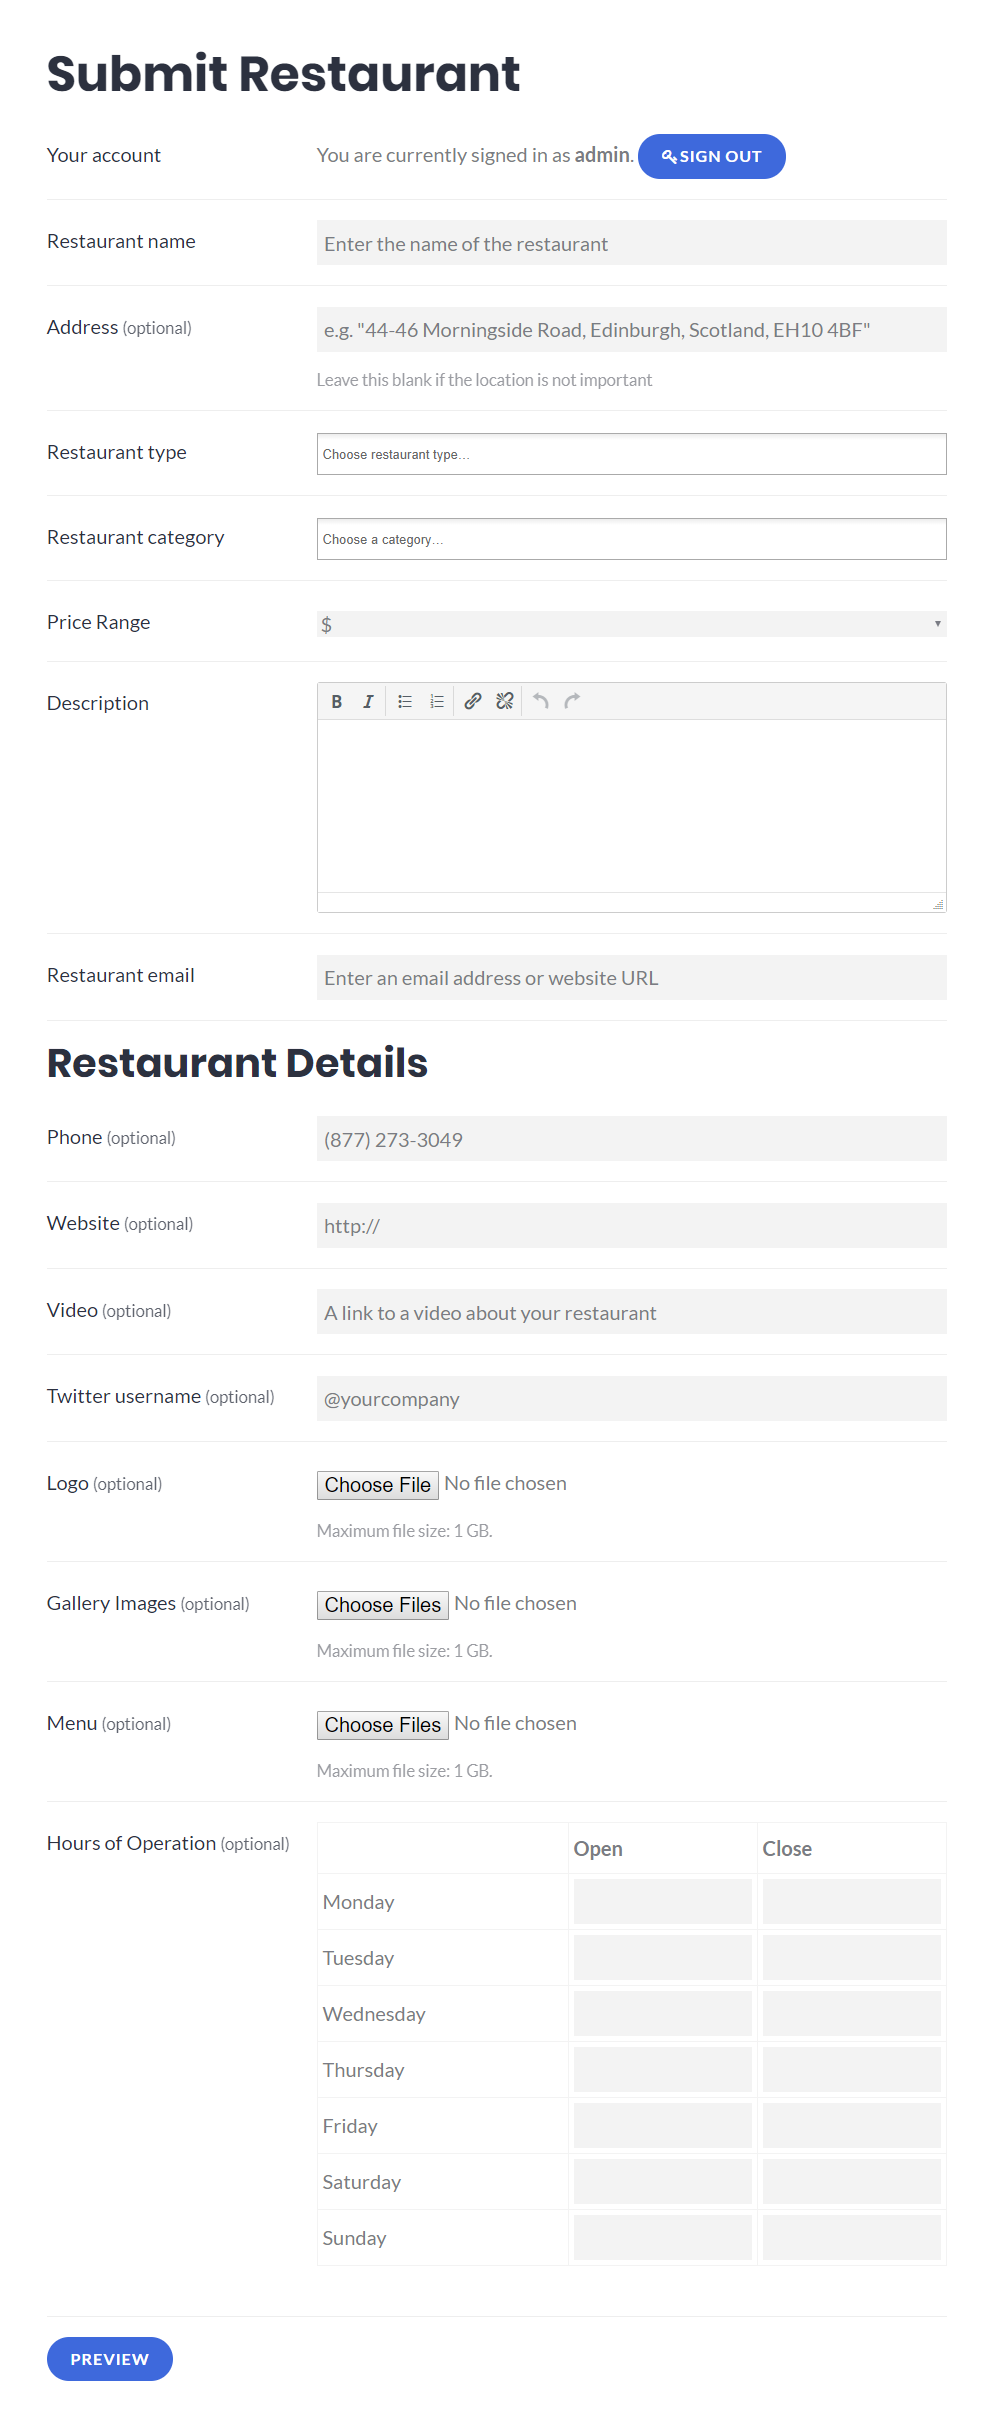 Submit Restaurant
Your account
You are currently signed in as admin. SIGN OUT
Restaurant name
Enter the name of the restaurant
Address (optional)
e.g. "44-46 Morningside Road, Edinburgh, Scotland, EH10 4BF"
Leave this blank if the location is not important
Restaurant type
Choose restaurant type...
Restaurant category
Choose a category...
Price Range
$
Description
B I
Restaurant email
Enter an email address or website URL
Restaurant Details
Phone (optional)
(877) 273-3049
Website (optional)
http://
Video (optional)
A link to a video about your restaurant
Twitter username (optional)
@yourcompany
Logo (optional)
Choose File No file chosen
Maximum file size: 1 GB.
Gallery Images (optional)
Choose Files No file chosen
Maximum file size: 1 GB.
Menu (optional)
Choose Files No file chosen
Maximum file size: 1 GB.
Hours of Operation (optional)
Open Close
Monday
Tuesday
Wednesday
Thursday
Friday
Saturday
Sunday
PREVIEW